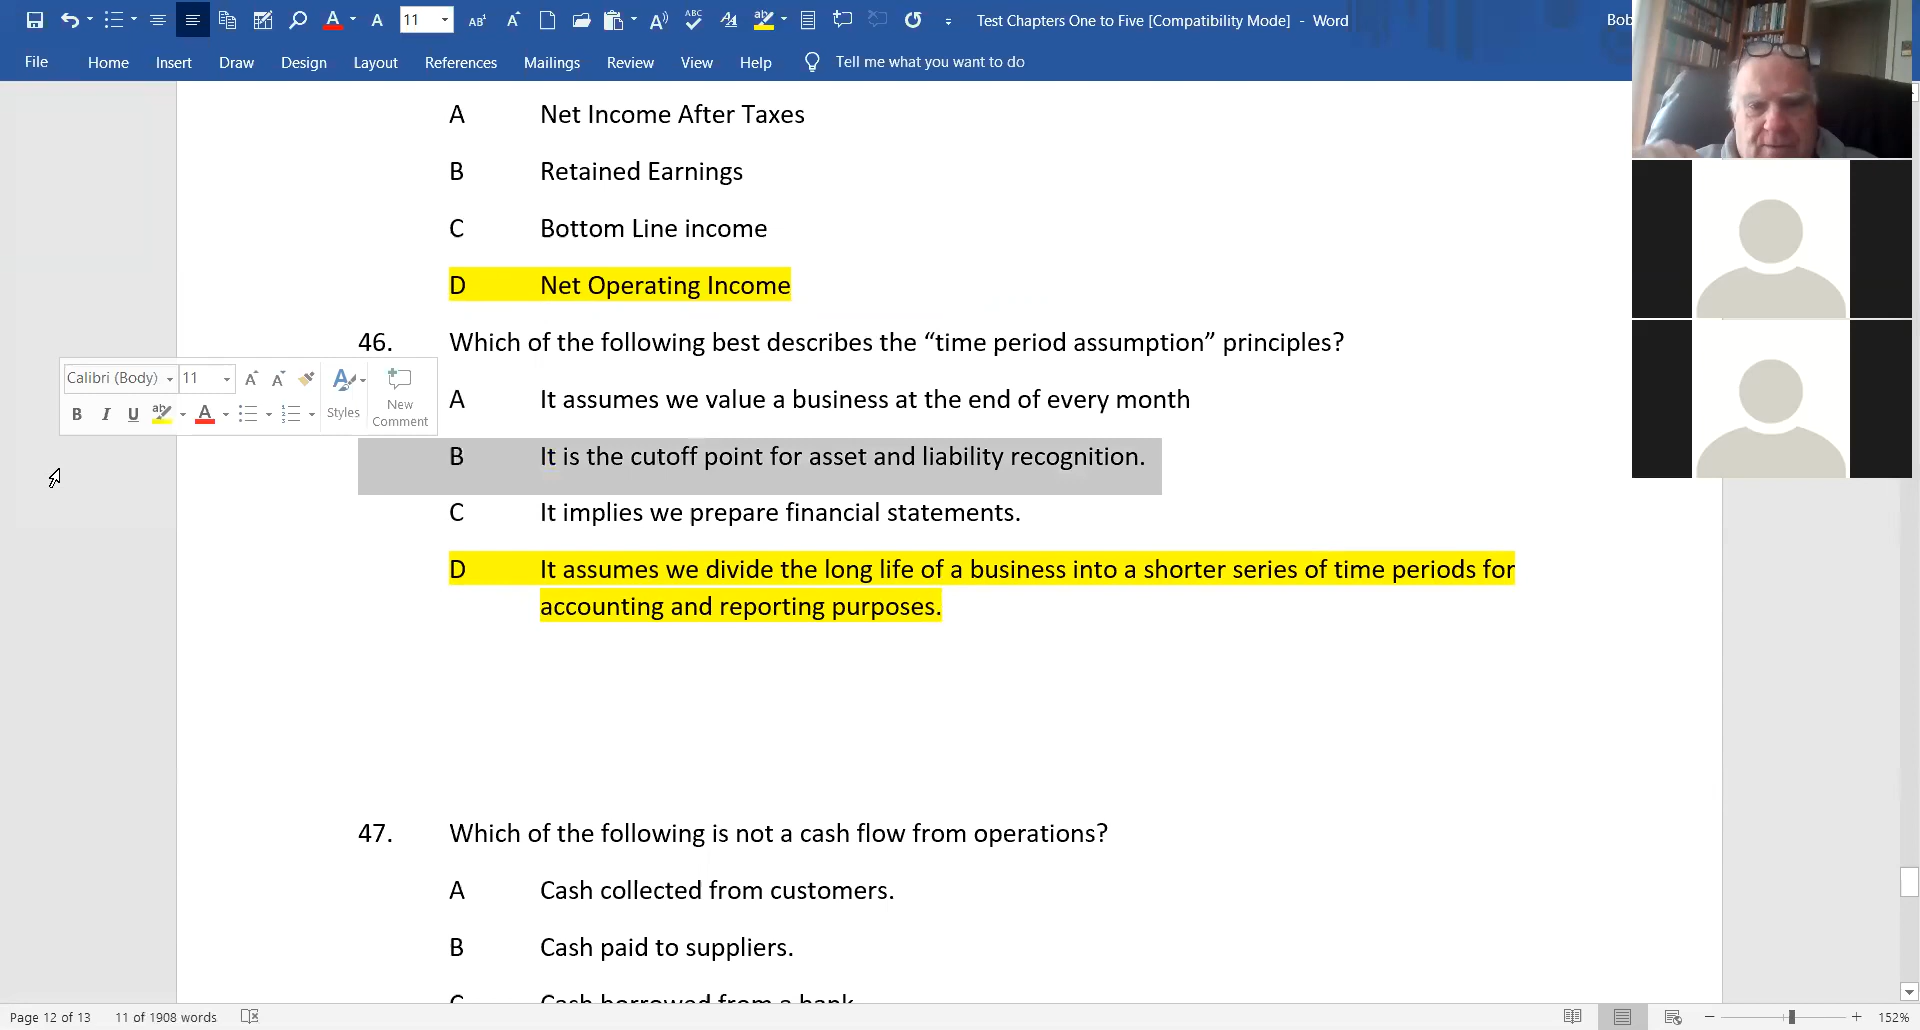 11
Test Chapters One to Five [Compatibility Mode] - Word
Bob
File Home Insert Draw Design Layout References Mailings Review View Help Tell me what you want to do
A Net Income After Taxes
B Retained Earnings
C Bottom Line income
D Net Operating Income
46. Which of the following best describes the “time period assumption” principles?
Calibri (Body) 11
B I U
Styles
New
Comment
A It assumes we value a business at the end of every month
B It is the cutoff point for asset and liability recognition.
C It implies we prepare financial statements.
D It assumes we divide the long life of a business into a shorter series of time periods for
accounting and reporting purposes.
47. Which of the following is not a cash flow from operations?
A Cash collected from customers.
B Cash paid to suppliers.
C Cash borrowed from a bank
Page 12 of 13 11 of 1908 words
152%